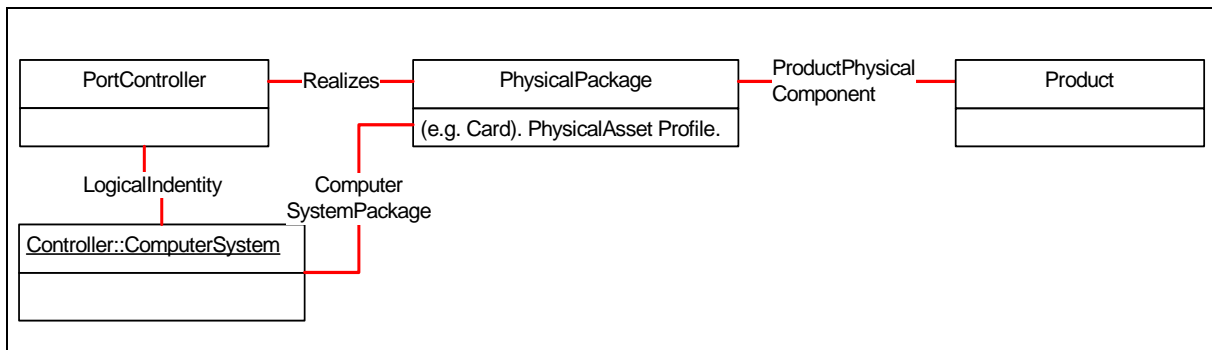 PortController
Realizes
PhysicalPackage
ProductPhysical
Component
Product
(e.g. Card). PhysicalAsset Profile.
LogicalIndentity
Computer
SystemPackage
Controller::ComputerSystem